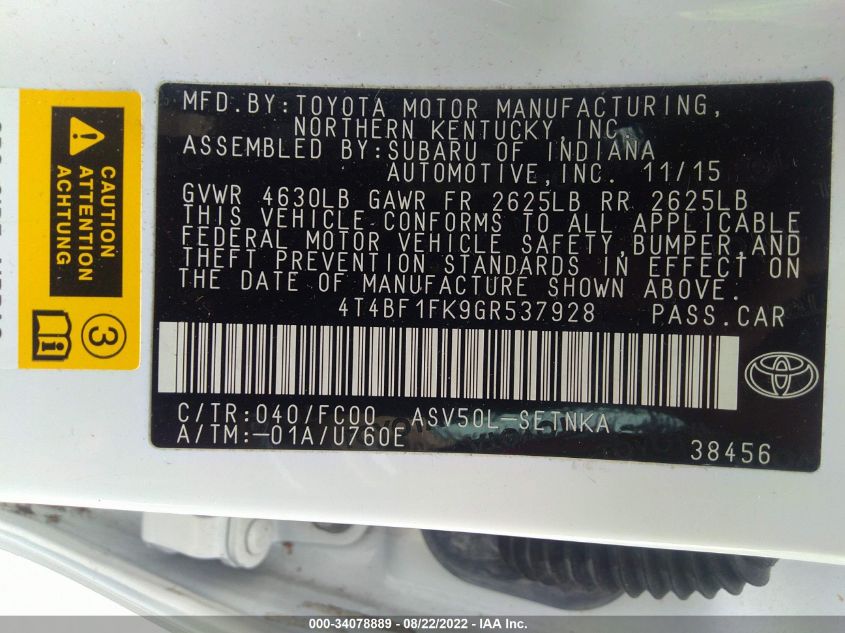 MFD.BY:TOYOTA MOTOR MANUFACTURING,
NORTHERN KENTUCKY,INC.
ASSEMBLED BY:SUBARU OF INDIANA
AUTOMOTIVE,INC. 11/15
GVWR 4630LB GAWR FR 2625LB RR 2625LB
THIS VEHICLE CONFORMS TO ALL APPLICABLE
FEDERAL MOTOR VEHICLE SAFETY,BUMPER,AND
THEFT PREVENTION STANDARDS IN EFFECT ON
THE DATE OF MANUFACTURE SHOWN ABOVE.
4T4BF1FK9GR537928 PASS.CAR
C/TR:040/FC00 ASV50L-SETNKA
A/TM:-01A/U760E
38456
CAUTION
ATTENTION
ACHTUNG
3
000-34078889 - 08/22/2022 - IAA Inc.